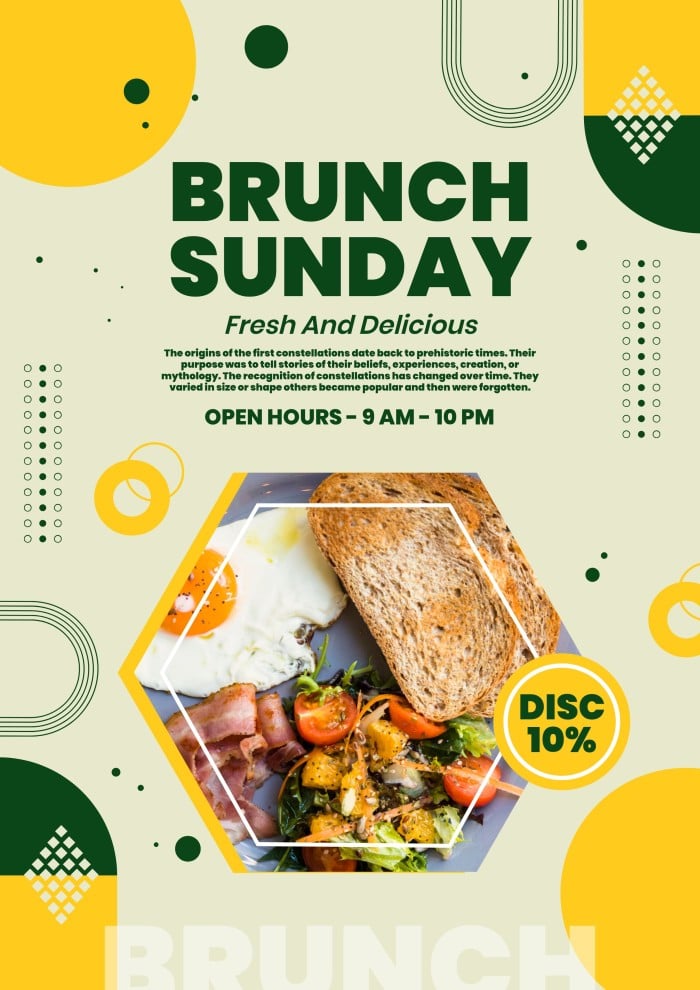 BRUNCH
SUNDAY
Fresh And Delicious
The origins of the first constellations date back to prehistoric times. Their
purpose was to tell stories of their beliefs, experiences, creation, or
mythology. The recognition of constellations has changed over time. They
varied in size or shape others became popular and then were forgotten.
OPEN HOURS - 9 AM - 10 PM
DISC
10%
BRUNCH